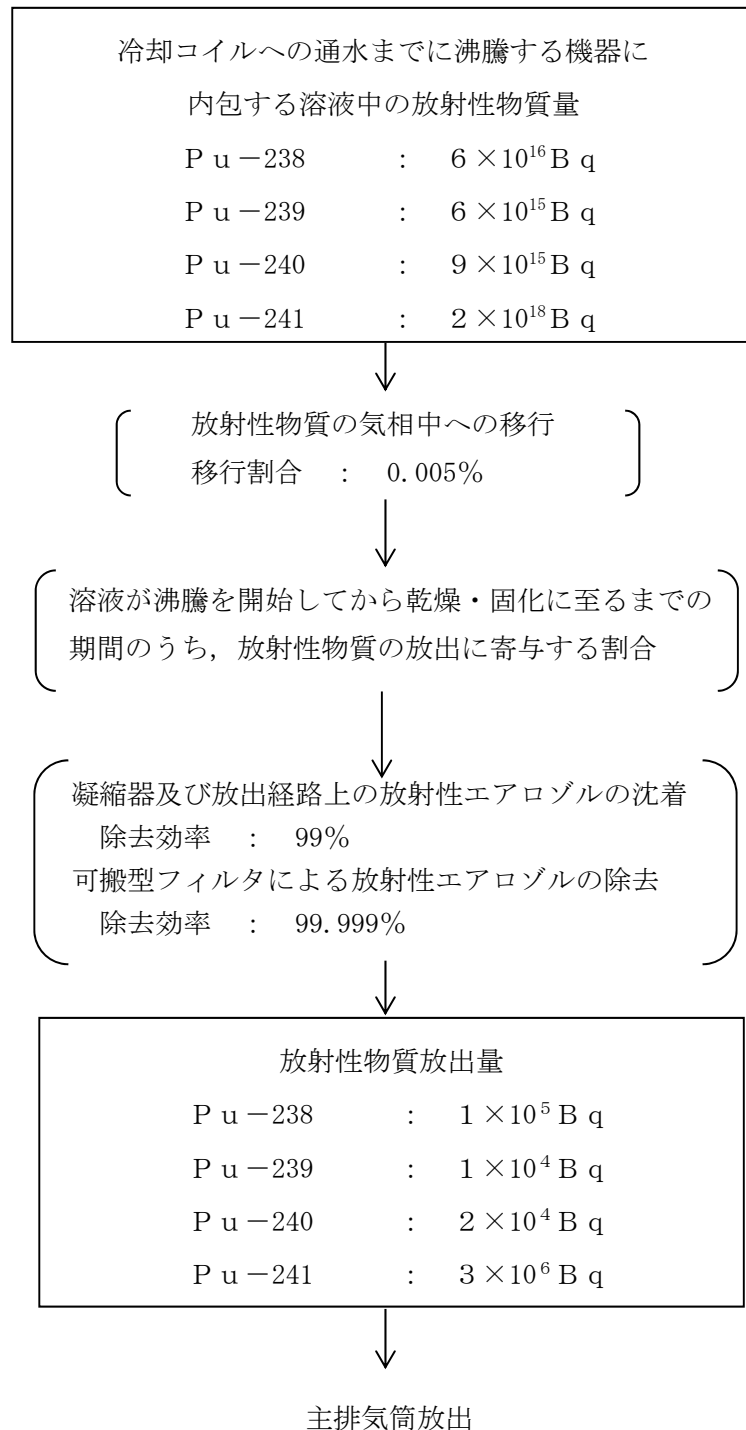 冷却コイルへの通水までに沸騰する機器に
内包する溶液中の放射性物質量
Ｐｕ－238 : ６×10¹⁶Ｂｑ
Ｐｕ－239 : ６×10¹⁵Ｂｑ
Ｐｕ－240 : ９×10¹⁵Ｂｑ
Ｐｕ－241 : ２×10¹⁸Ｂｑ
放射性物質の気相中への移行
移行割合 : 0.005％
溶液が沸騰を開始してから乾燥・固化に至るまでの
期間のうち，放射性物質の放出に寄与する割合
凝縮器及び放出経路上の放射性エアロゾルの沈着
除去効率 : 99％
可搬型フィルタによる放射性エアロゾルの除去
除去効率 : 99.999％
放射性物質放出量
Ｐｕ－238 : １×10⁵Ｂｑ
Ｐｕ－239 : １×10⁴Ｂｑ
Ｐｕ－240 : ２×10⁴Ｂｑ
Ｐｕ－241 : ３×10⁶Ｂｑ
主排気筒放出